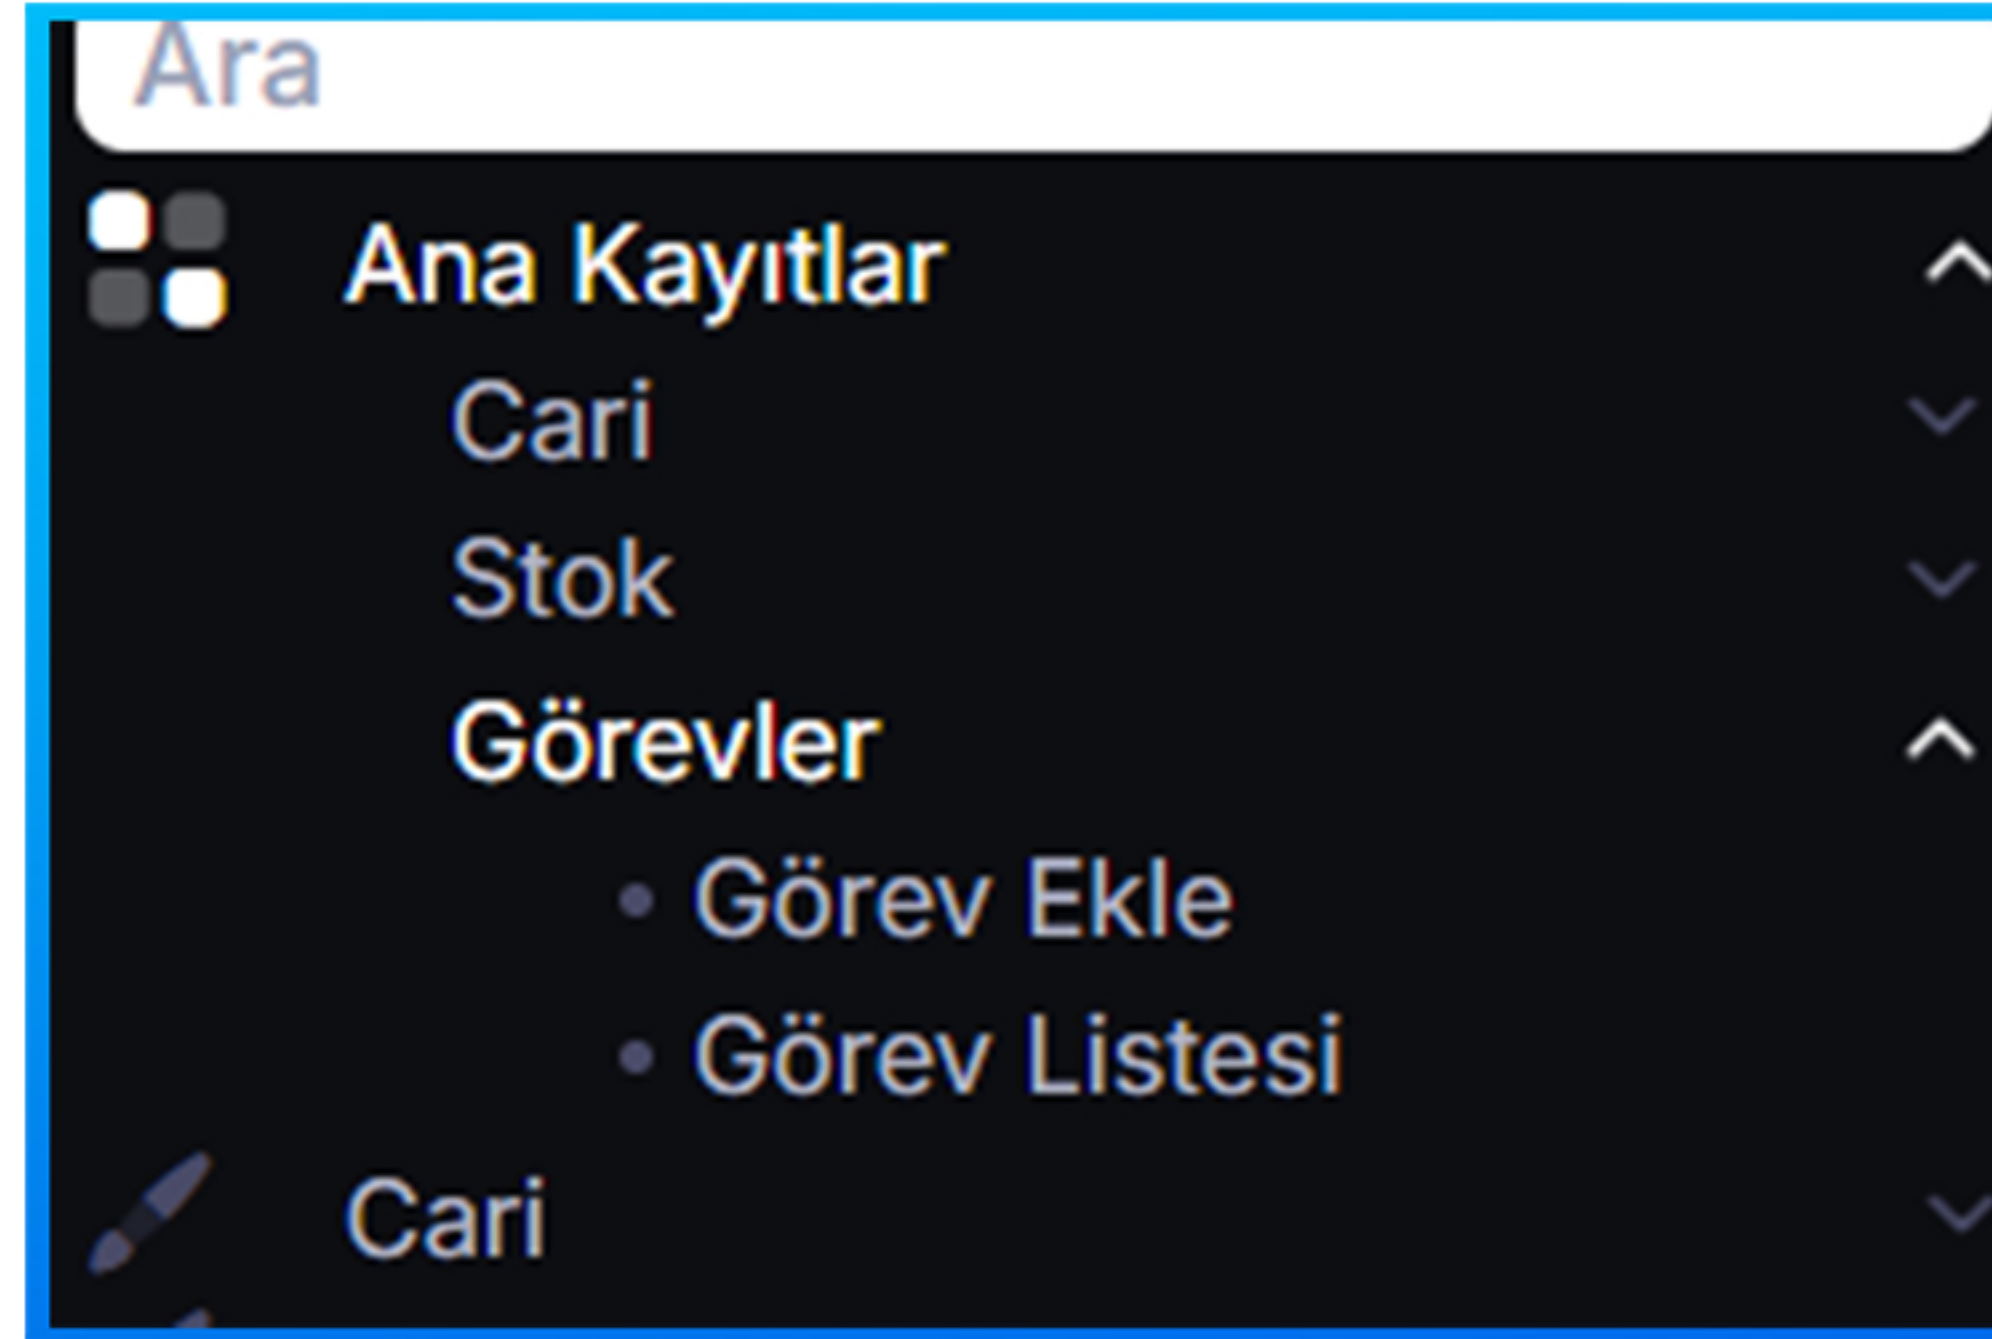 Ara
Ana Kayıtlar
Cari
Stok
Görevler
Görev Ekle
Görev Listesi
Cari